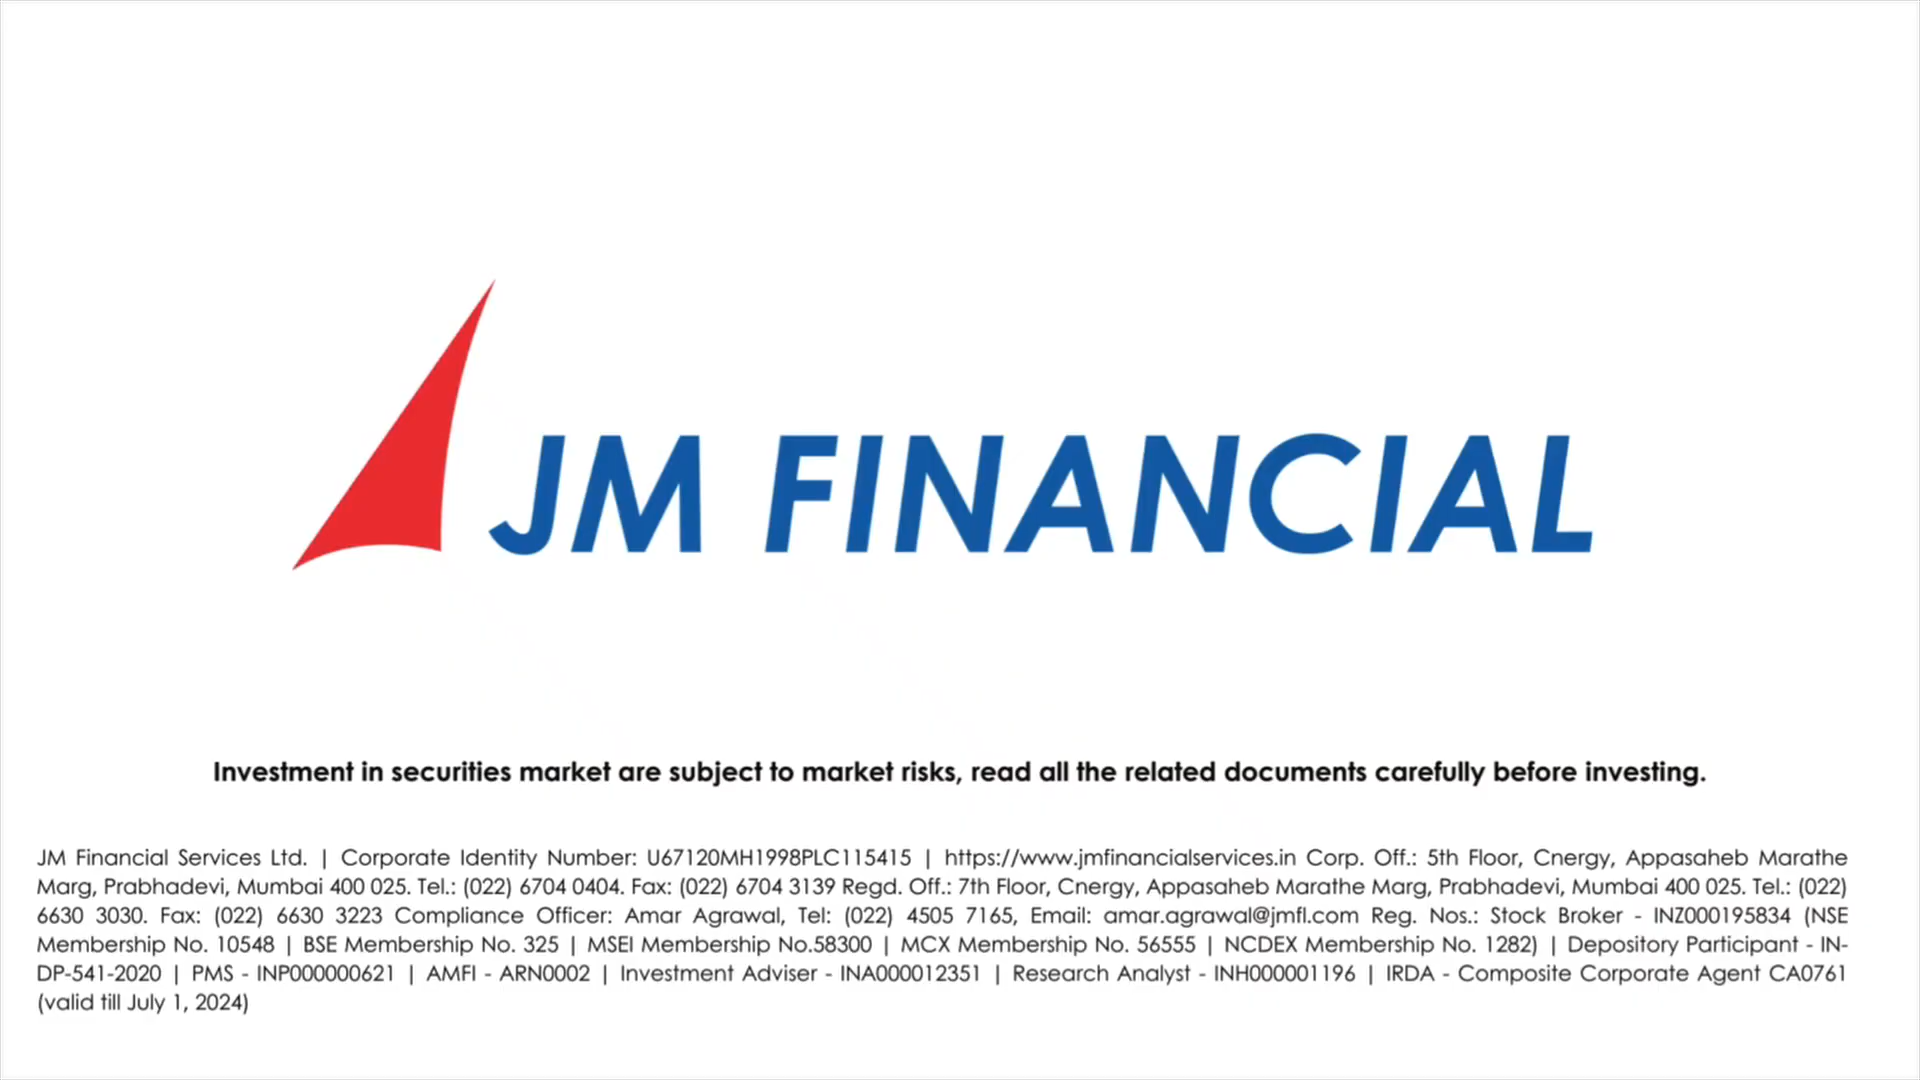 JM FINANCIAL
Investment in securities market are subject to market risks, read all the related documents carefully before investing.
JM Financial Services Ltd. | Corporate Identity Number: U67120MH1998PLC115415 | https://www.jmfinancialservices.in Corp. Off.: 5th Floor, Cnergy, Appasaheb Marathe
Marg, Prabhadevi, Mumbai 400 025. Tel.: (022) 6704 0404. Fax: (022) 6704 3139 Regd. Off.: 7th Floor, Cnergy, Appasaheb Marathe Marg, Prabhadevi, Mumbai 400 025. Tel.: (022)
6630 3030. Fax: (022) 6630 3223 Compliance Officer: Amar Agrawal, Tel: (022) 4505 7165, Email: amar.agrawal@jmfl.com Reg. Nos.: Stock Broker - INZ000195834 (NSE
Membership No. 10548 | BSE Membership No. 325 | MSEI Membership No.58300 | MCX Membership No. 56555 | NCDEX Membership No. 1282) | Depository Participant - IN-
DP-541-2020 | PMS - INP000000621 | AMFI - ARN0002 | Investment Adviser - INA000012351 | Research Analyst - INH000001196 | IRDA - Composite Corporate Agent CA0761
(valid till July 1, 2024)